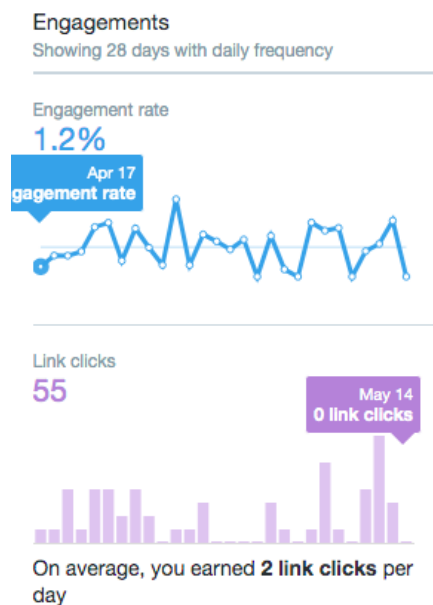 Engagements
Showing 28 days with daily frequency
Engagement rate
1.2%
Apr 17
gagement rate
Link clicks
55
May 14
0 link clicks
On average, you earned 2 link clicks per
day